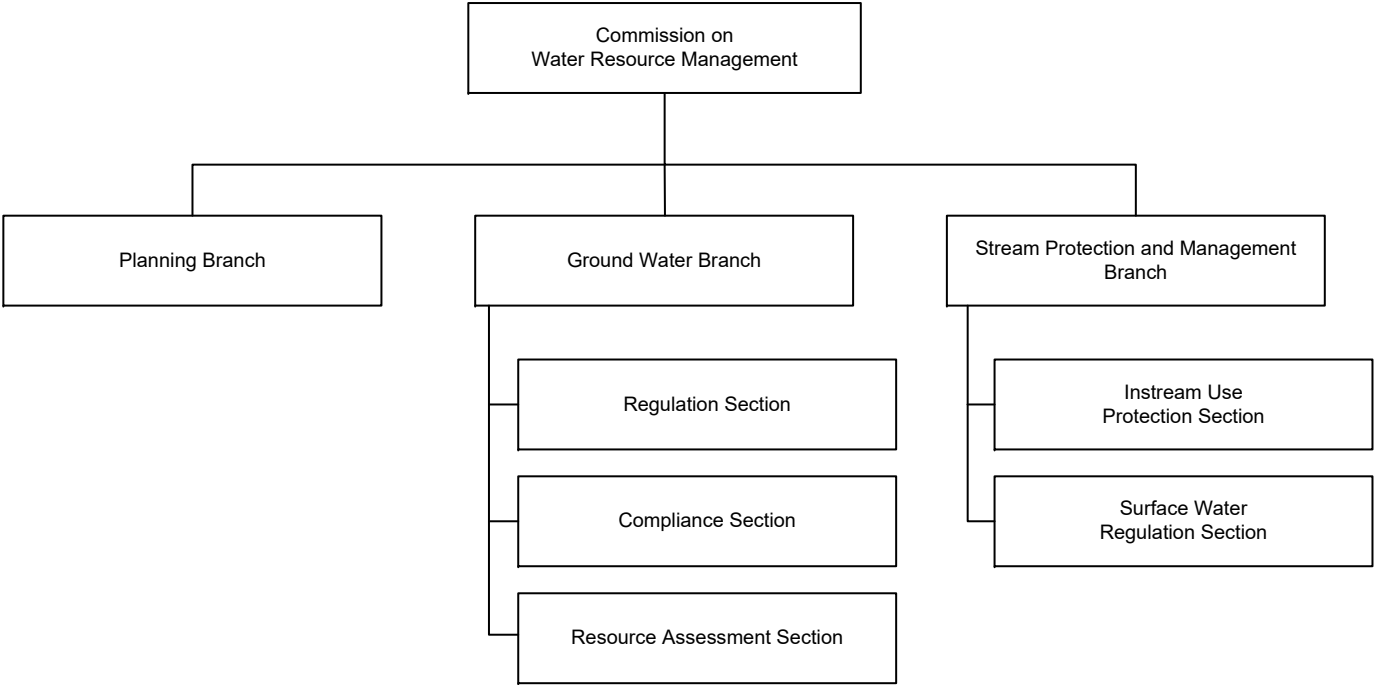 Commission on
Water Resource Management
Planning Branch
Ground Water Branch
Stream Protection and Management
Branch
Regulation Section
Compliance Section
Resource Assessment Section
Instream Use
Protection Section
Surface Water
Regulation Section